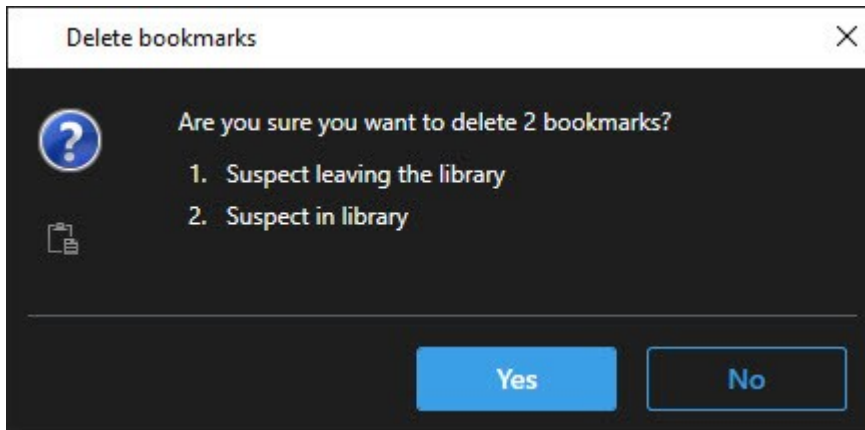 Delete bookmarks
Are you sure you want to delete 2 bookmarks?
1. Suspect leaving the library
2. Suspect in library
Yes
No